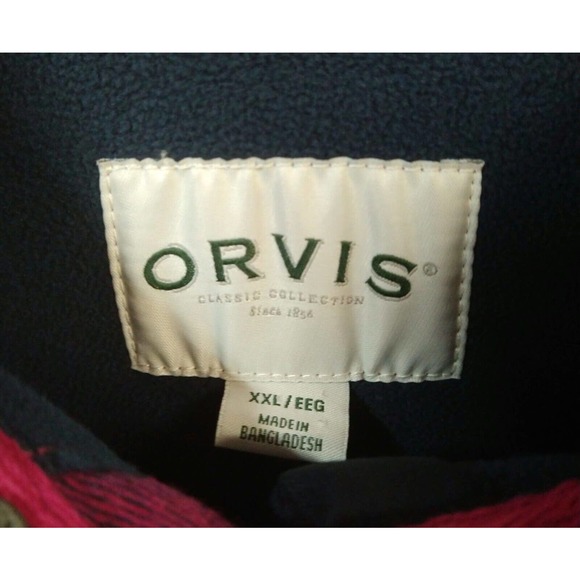 ORVIS®
CLASSIC COLLECTION
Since 1856
XXL/EEG
MADE IN
BANGLADESH